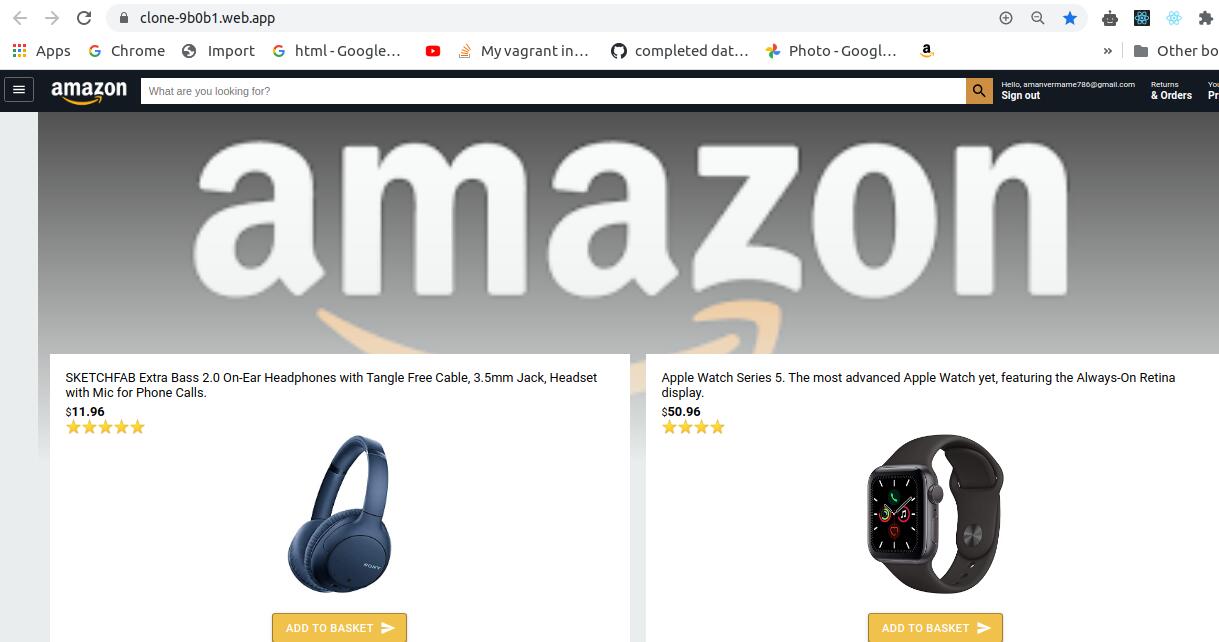 clone-9b0b1.web.app
Apps Chrome Import html - Google… My vagrant in… completed dat… Photo - Googl… a » Other bo
amazon What are you looking for? Hello, amanvermame786@gmail.com Returns You
Sign out & Orders Pr
amazon
SKETCHFAB Extra Bass 2.0 On-Ear Headphones with Tangle Free Cable, 3.5mm Jack, Headset
with Mic for Phone Calls.
$11.96
SONY
ADD TO BASKET
Apple Watch Series 5. The most advanced Apple Watch yet, featuring the Always-On Retina
display.
$50.96
ADD TO BASKET